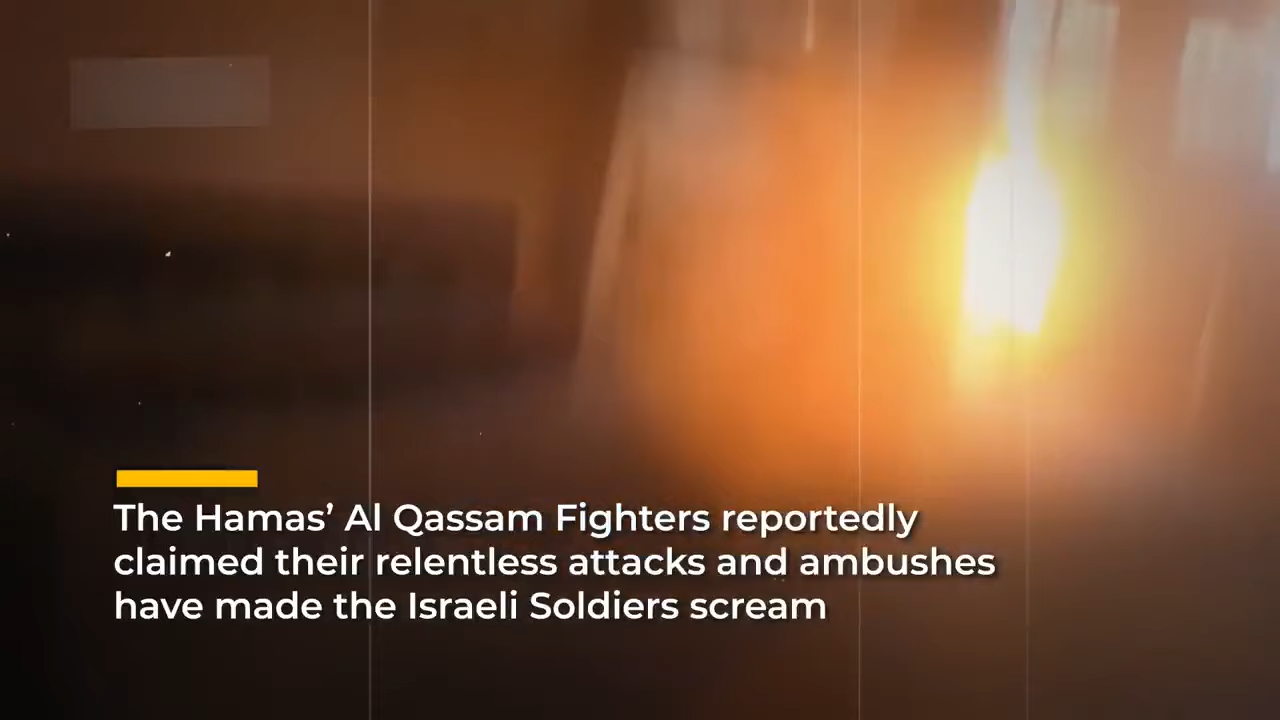 The Hamas’ Al Qassam Fighters reportedly
claimed their relentless attacks and ambushes
have made the Israeli Soldiers scream